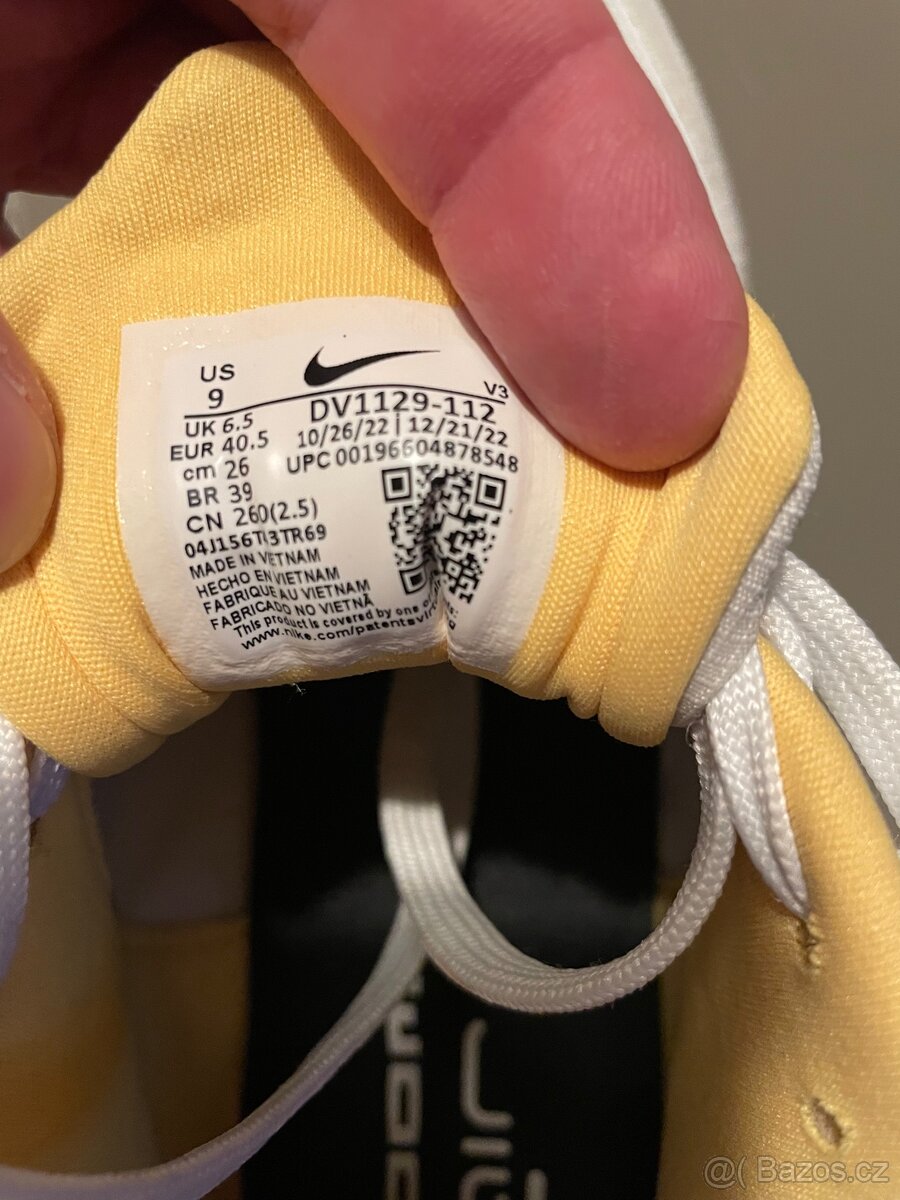 US
9
V3
UK 6.5
EUR 40.5
cm 26
BR 39
CN 260(2.5)
DV1129-112
10/26/22 | 12/21/22
UPC 00196604878548
MADE IN VIETNAM
HECHO EN VIETNAM
FABRIQUE AU VIETNAM
FABRICADO NO VIETNÃ
This product is covered by one
www.nike.com/patents
@( Bazos.cz